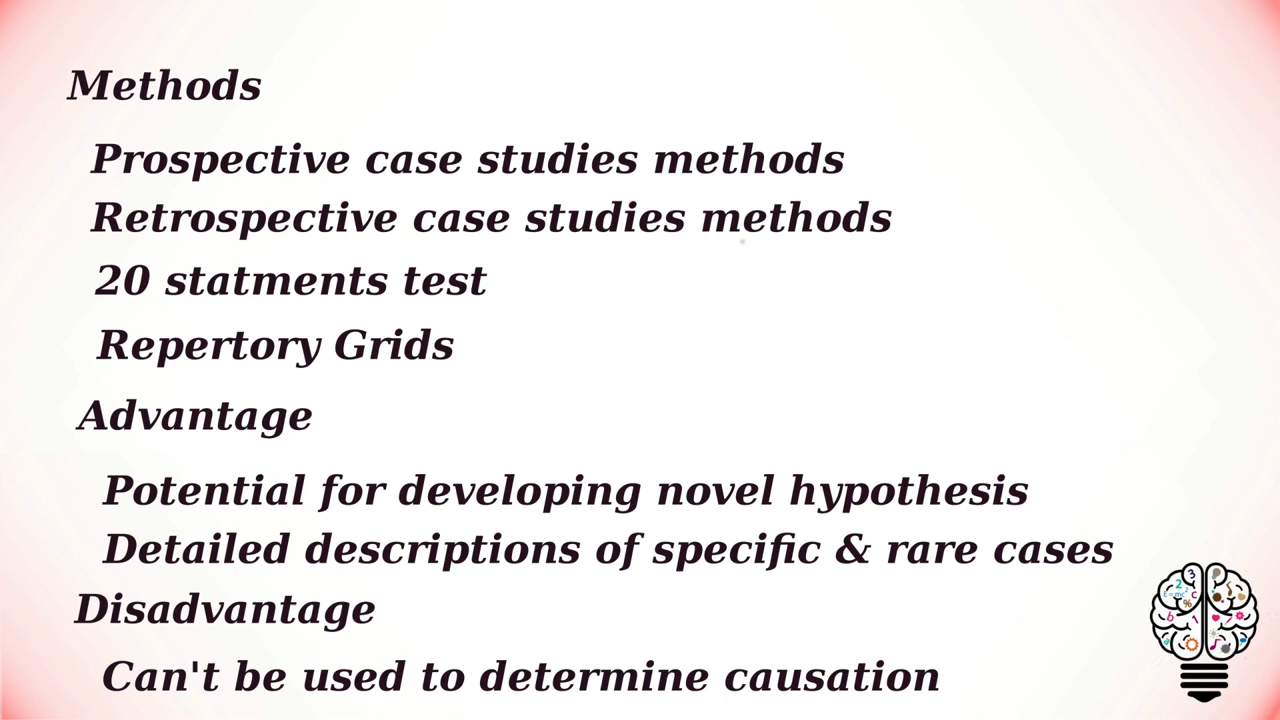 Methods
Prospective case studies methods
Retrospective case studies methods
20 statments test
Repertory Grids
Advantage
Potential for developing novel hypothesis
Detailed descriptions of specific & rare cases
Disadvantage
Can't be used to determine causation